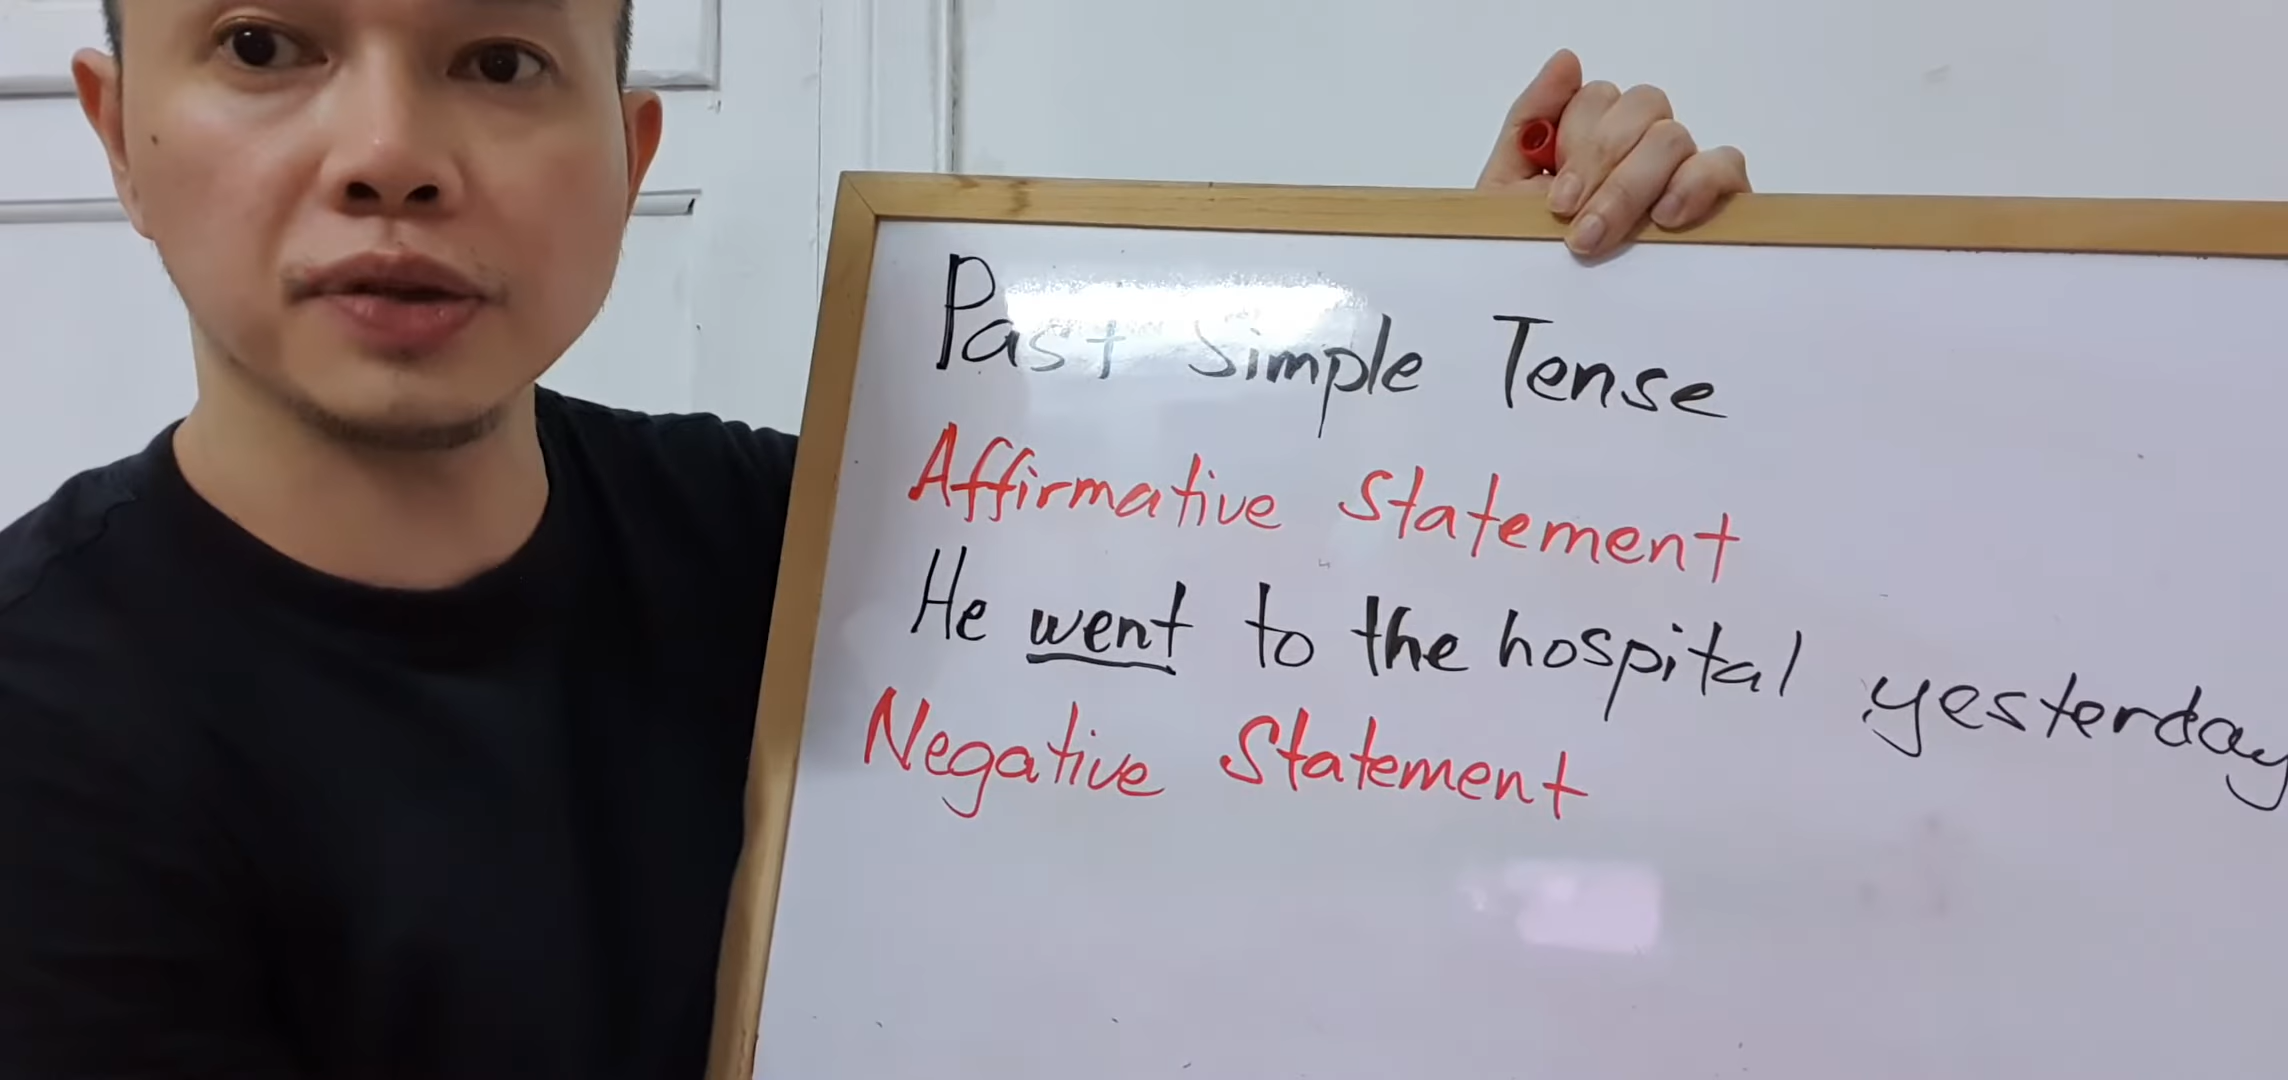 Past Simple Tense
Affirmative Statement
He went to the hospital yesterday
Negative Statement